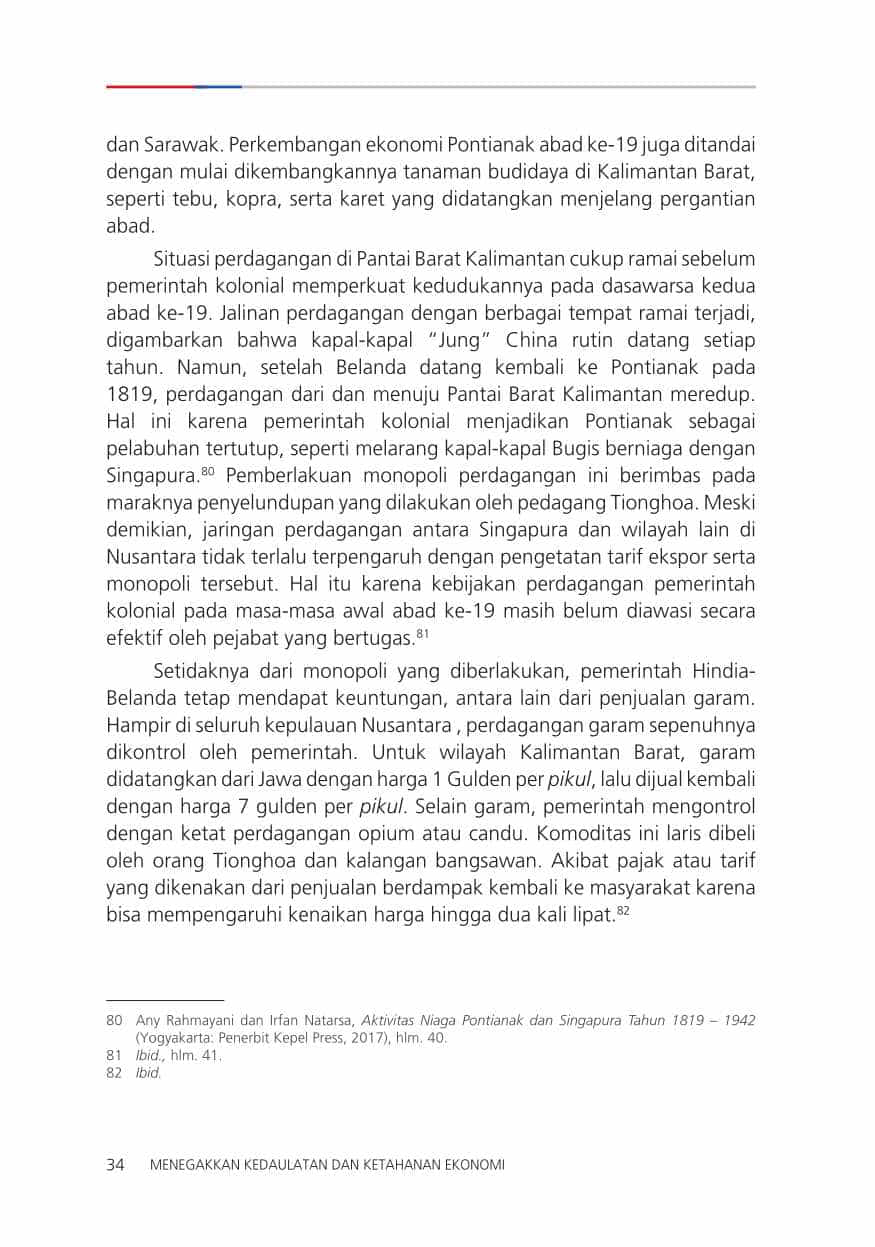 dan Sarawak. Perkembangan ekonomi Pontianak abad ke-19 juga ditandai
dengan mulai dikembangkannya tanaman budidaya di Kalimantan Barat,
seperti tebu, kopra, serta karet yang didatangkan menjelang pergantian
abad.
Situasi perdagangan di Pantai Barat Kalimantan cukup ramai sebelum
pemerintah kolonial memperkuat kedudukannya pada dasawarsa kedua
abad ke-19. Jalinan perdagangan dengan berbagai tempat ramai terjadi,
digambarkan bahwa kapal-kapal “Jung” China rutin datang setiap
tahun. Namun, setelah Belanda datang kembali ke Pontianak pada
1819, perdagangan dari dan menuju Pantai Barat Kalimantan meredup.
Hal ini karena pemerintah kolonial menjadikan Pontianak sebagai
pelabuhan tertutup, seperti melarang kapal-kapal Bugis berniaga dengan
Singapura.⁸⁰ Pemberlakuan monopoli perdagangan ini berimbas pada
maraknya penyelundupan yang dilakukan oleh pedagang Tionghoa. Meski
demikian, jaringan perdagangan antara Singapura dan wilayah lain di
Nusantara tidak terlalu terpengaruh dengan pengetatan tarif ekspor serta
monopoli tersebut. Hal itu karena kebijakan perdagangan pemerintah
kolonial pada masa-masa awal abad ke-19 masih belum diawasi secara
efektif oleh pejabat yang bertugas.⁸¹
Setidaknya dari monopoli yang diberlakukan, pemerintah Hindia-
Belanda tetap mendapat keuntungan, antara lain dari penjualan garam.
Hampir di seluruh kepulauan Nusantara , perdagangan garam sepenuhnya
dikontrol oleh pemerintah. Untuk wilayah Kalimantan Barat, garam
didatangkan dari Jawa dengan harga 1 Gulden per pikul, lalu dijual kembali
dengan harga 7 gulden per pikul. Selain garam, pemerintah mengontrol
dengan ketat perdagangan opium atau candu. Komoditas ini laris dibeli
oleh orang Tionghoa dan kalangan bangsawan. Akibat pajak atau tarif
yang dikenakan dari penjualan berdampak kembali ke masyarakat karena
bisa mempengaruhi kenaikan harga hingga dua kali lipat.⁸²
80 Any Rahmayani dan Irfan Natarsa, Aktivitas Niaga Pontianak dan Singapura Tahun 1819 – 1942
(Yogyakarta: Penerbit Kepel Press, 2017), hlm. 40.
81 Ibid., hlm. 41.
82 Ibid.
34 MENEGAKKAN KEDAULATAN DAN KETAHANAN EKONOMI